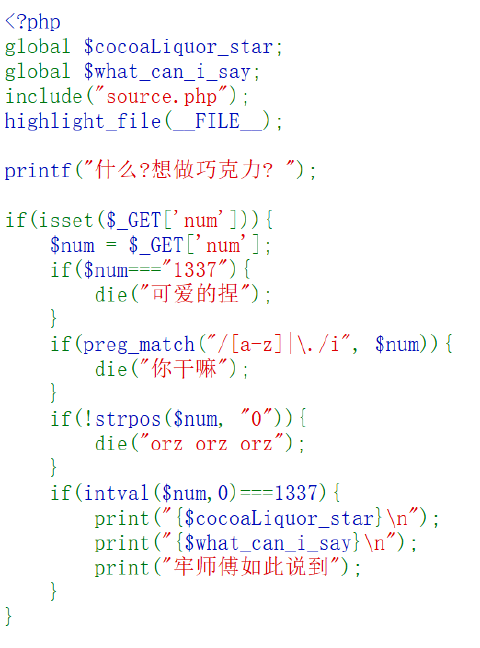 <?php
global $cocoaLiquor_star;
global $what_can_i_say;
include("source.php");
highlight_file(__FILE__);

printf("什么?想做巧克力? ");

if(isset($_GET['num'])){
    $num = $_GET['num'];
    if($num==="1337"){
        die("可爱的捏");
    }
    if(preg_match("/[a-z]|\./i", $num)){
        die("你干嘛");
    }
    if(!strpos($num, "0")){
        die("orz orz orz");
    }
    if(intval($num,0)===1337){
        print("{$cocoaLiquor_star}\n");
        print("{$what_can_i_say}\n");
        print("牢师傅如此说到");
    }
}